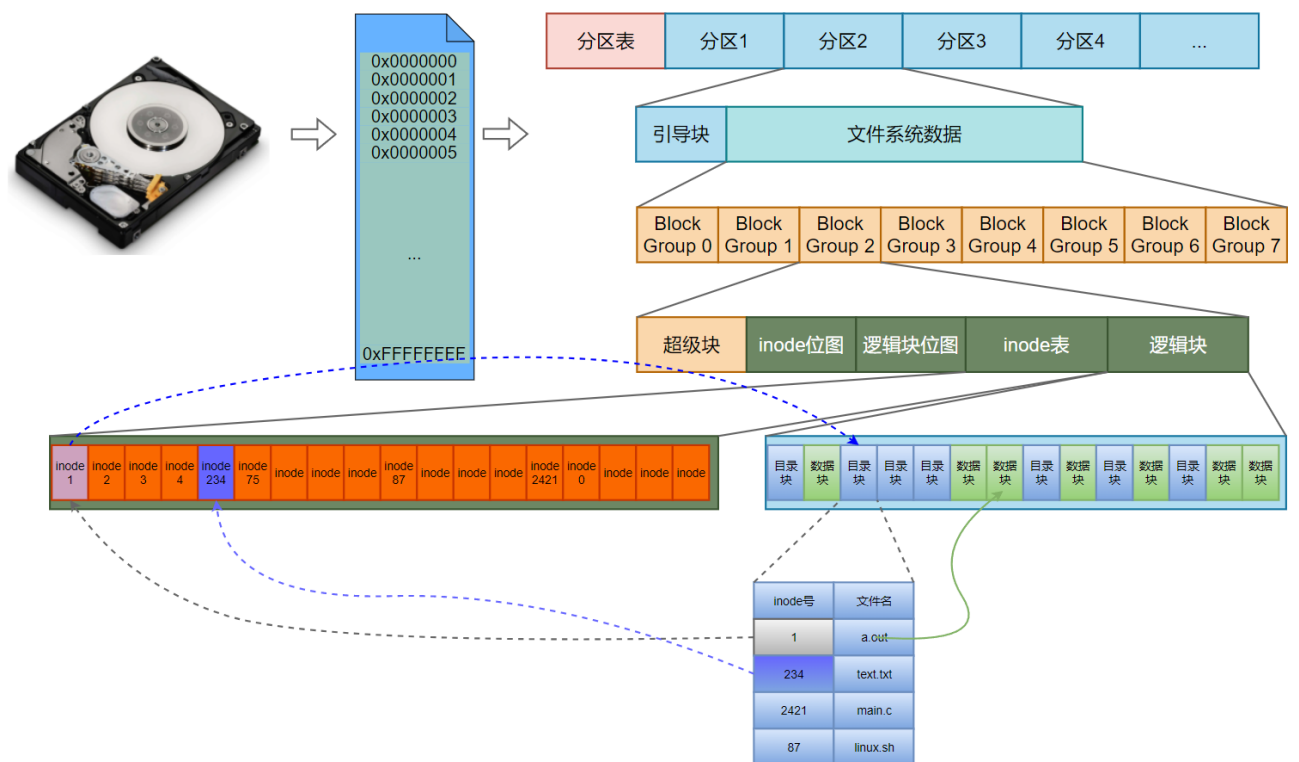 0x0000000
0x0000001
0x0000002
0x0000003
0x0000004
0x0000005
...
0xFFFFFFFF
分区表 分区1 分区2 分区3 分区4 ...
引导块 文件系统数据
Block Group 0 Block Group 1 Block Group 2 Block Group 3 Block Group 4 Block Group 5 Block Group 6 Block Group 7
超级块 inode位图 逻辑块位图 inode表 逻辑块
inode 1 inode 2 inode 3 inode 4 inode 234 inode 75 inode inode inode inode 87 inode inode inode inode 2421 inode 0 inode inode inode
目录块 数据块 目录块 目录块 目录块 数据块 数据块 目录块 数据块 目录块 数据块 目录块 数据块 数据块
inode号 文件名
1 a.out
234 text.txt
2421 main.c
87 linux.sh